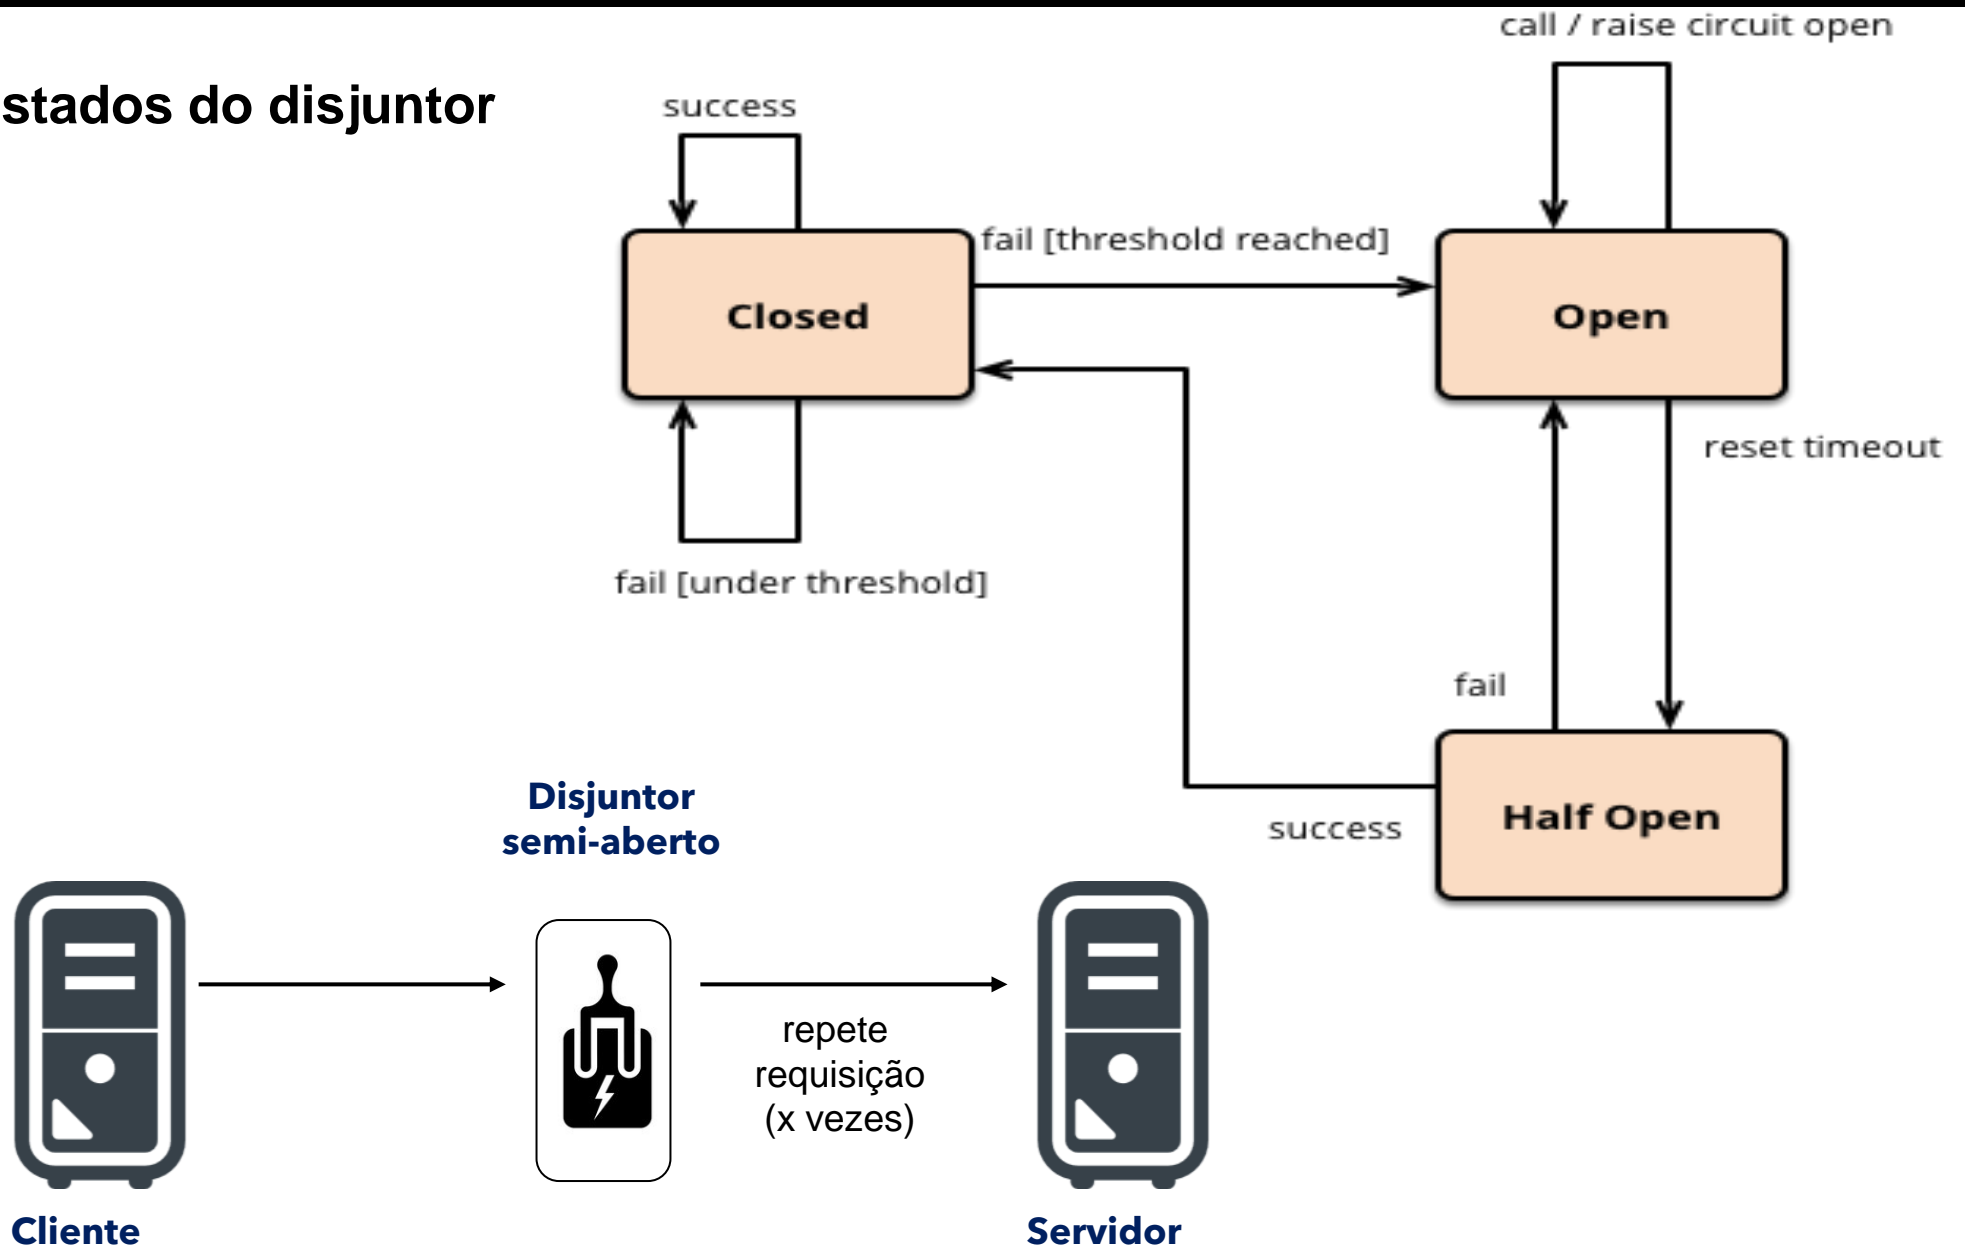 call / raise circuit open
stados do disjuntor
success
fail [threshold reached]
Closed
Open
reset timeout
fail [under threshold]
fail
Disjuntor
semi-aberto
success
Half Open
repete
requisição
(x vezes)
Cliente
Servidor